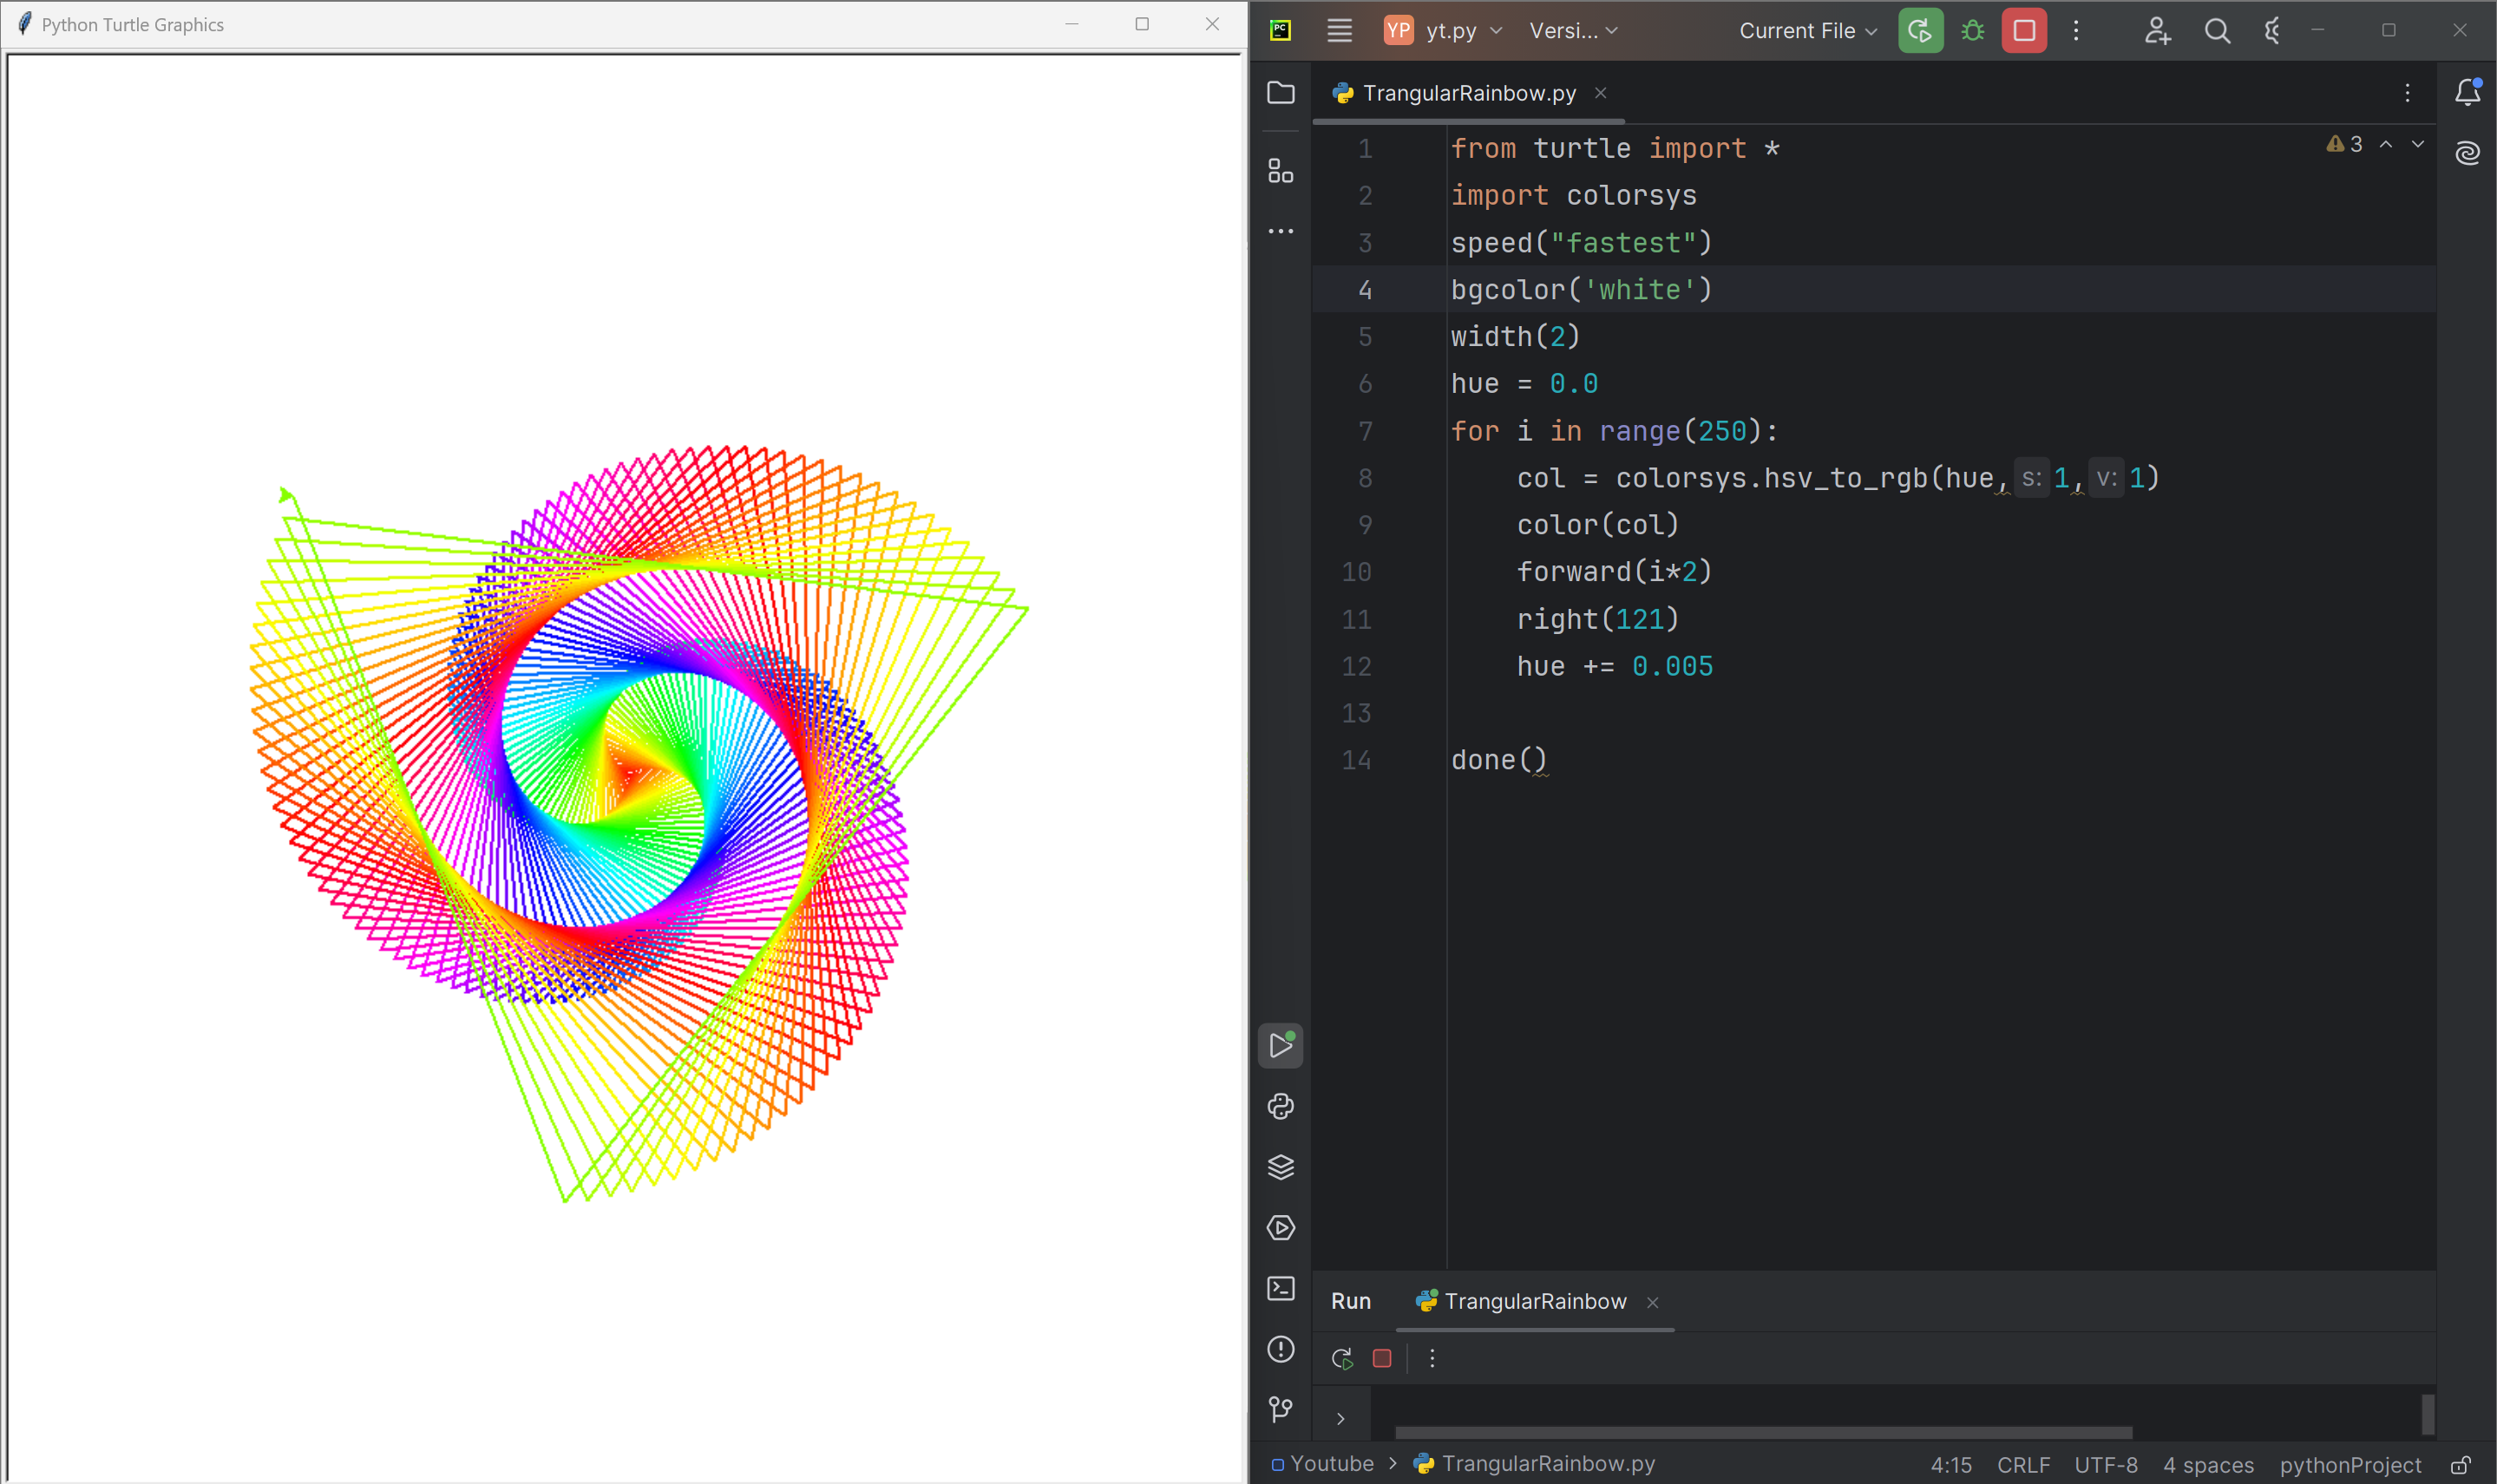 Python Turtle Graphics
PC
YP yt.py Versi... Current File
TrangularRainbow.py
3
1 from turtle import *
2 import colorsys
3 speed("fastest")
4 bgcolor('white')
5 width(2)
6 hue = 0.0
7 for i in range(250):
8     col = colorsys.hsv_to_rgb(hue, s: 1, v: 1)
9     color(col)
10     forward(i*2)
11     right(121)
12     hue += 0.005
13
14 done()
Run TrangularRainbow
Youtube > TrangularRainbow.py 4:15 CRLF UTF-8 4 spaces pythonProject